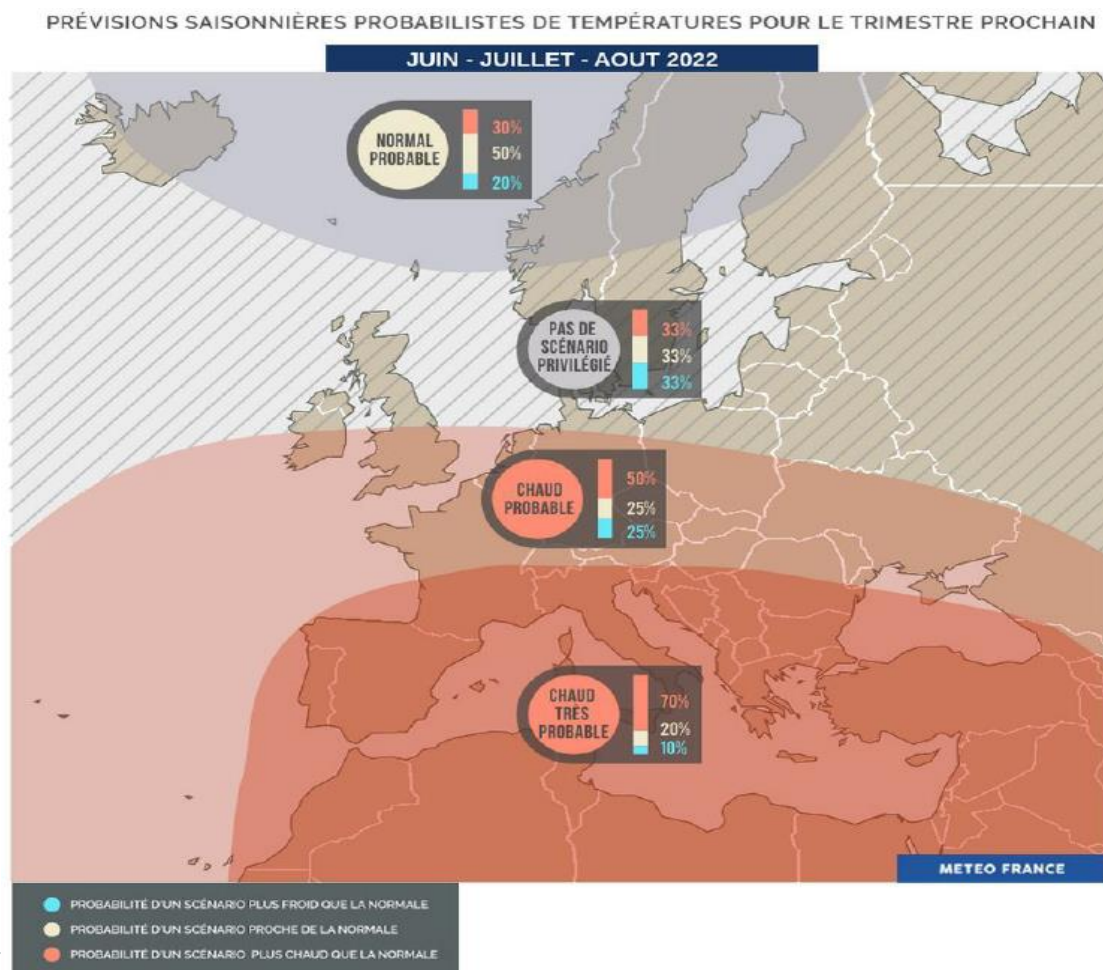 PRÉVISIONS SAISONNIÈRES PROBABILISTES DE TEMPÉRATURES POUR LE TRIMESTRE PROCHAIN
JUIN - JUILLET - AOUT 2022
NORMAL
PROBABLE
30%
50%
20%
PAS DE
SCÉNARIO
PRIVILÉGIÉ
33%
33%
33%
CHAUD
PROBABLE
50%
25%
25%
CHAUD
TRÈS
PROBABLE
70%
20%
10%
METEO FRANCE
PROBABILITÉ D'UN SCÉNARIO PLUS FROID QUE LA NORMALE
PROBABILITÉ D'UN SCÉNARIO PROCHE DE LA NORMALE
PROBABILITÉ D'UN SCÉNARIO PLUS CHAUD QUE LA NORMALE